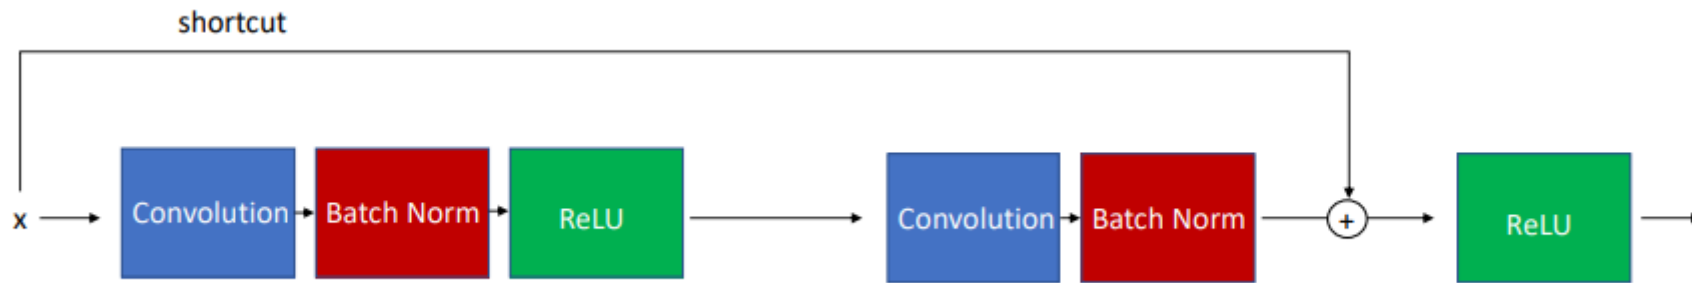 shortcut
x
Convolution
Batch Norm
ReLU
Convolution
Batch Norm
+
ReLU